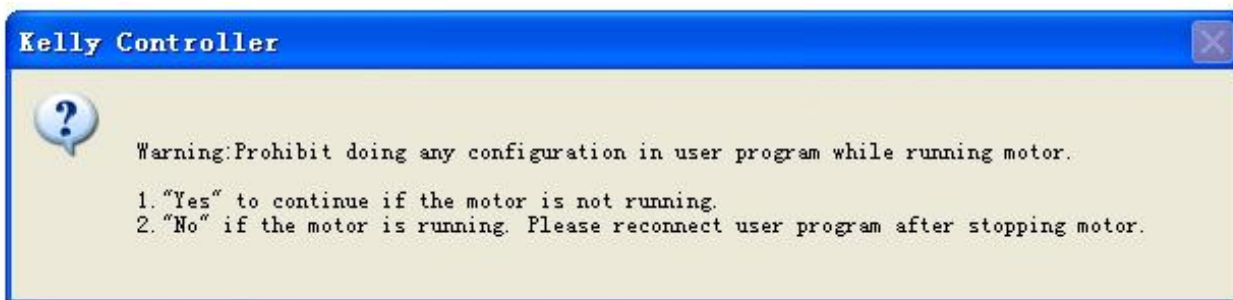 Kelly Controller
?
Warning:Prohibit doing any configuration in user program while running motor.
1."Yes" to continue if the motor is not running.
2."No" if the motor is running. Please reconnect user program after stopping motor.